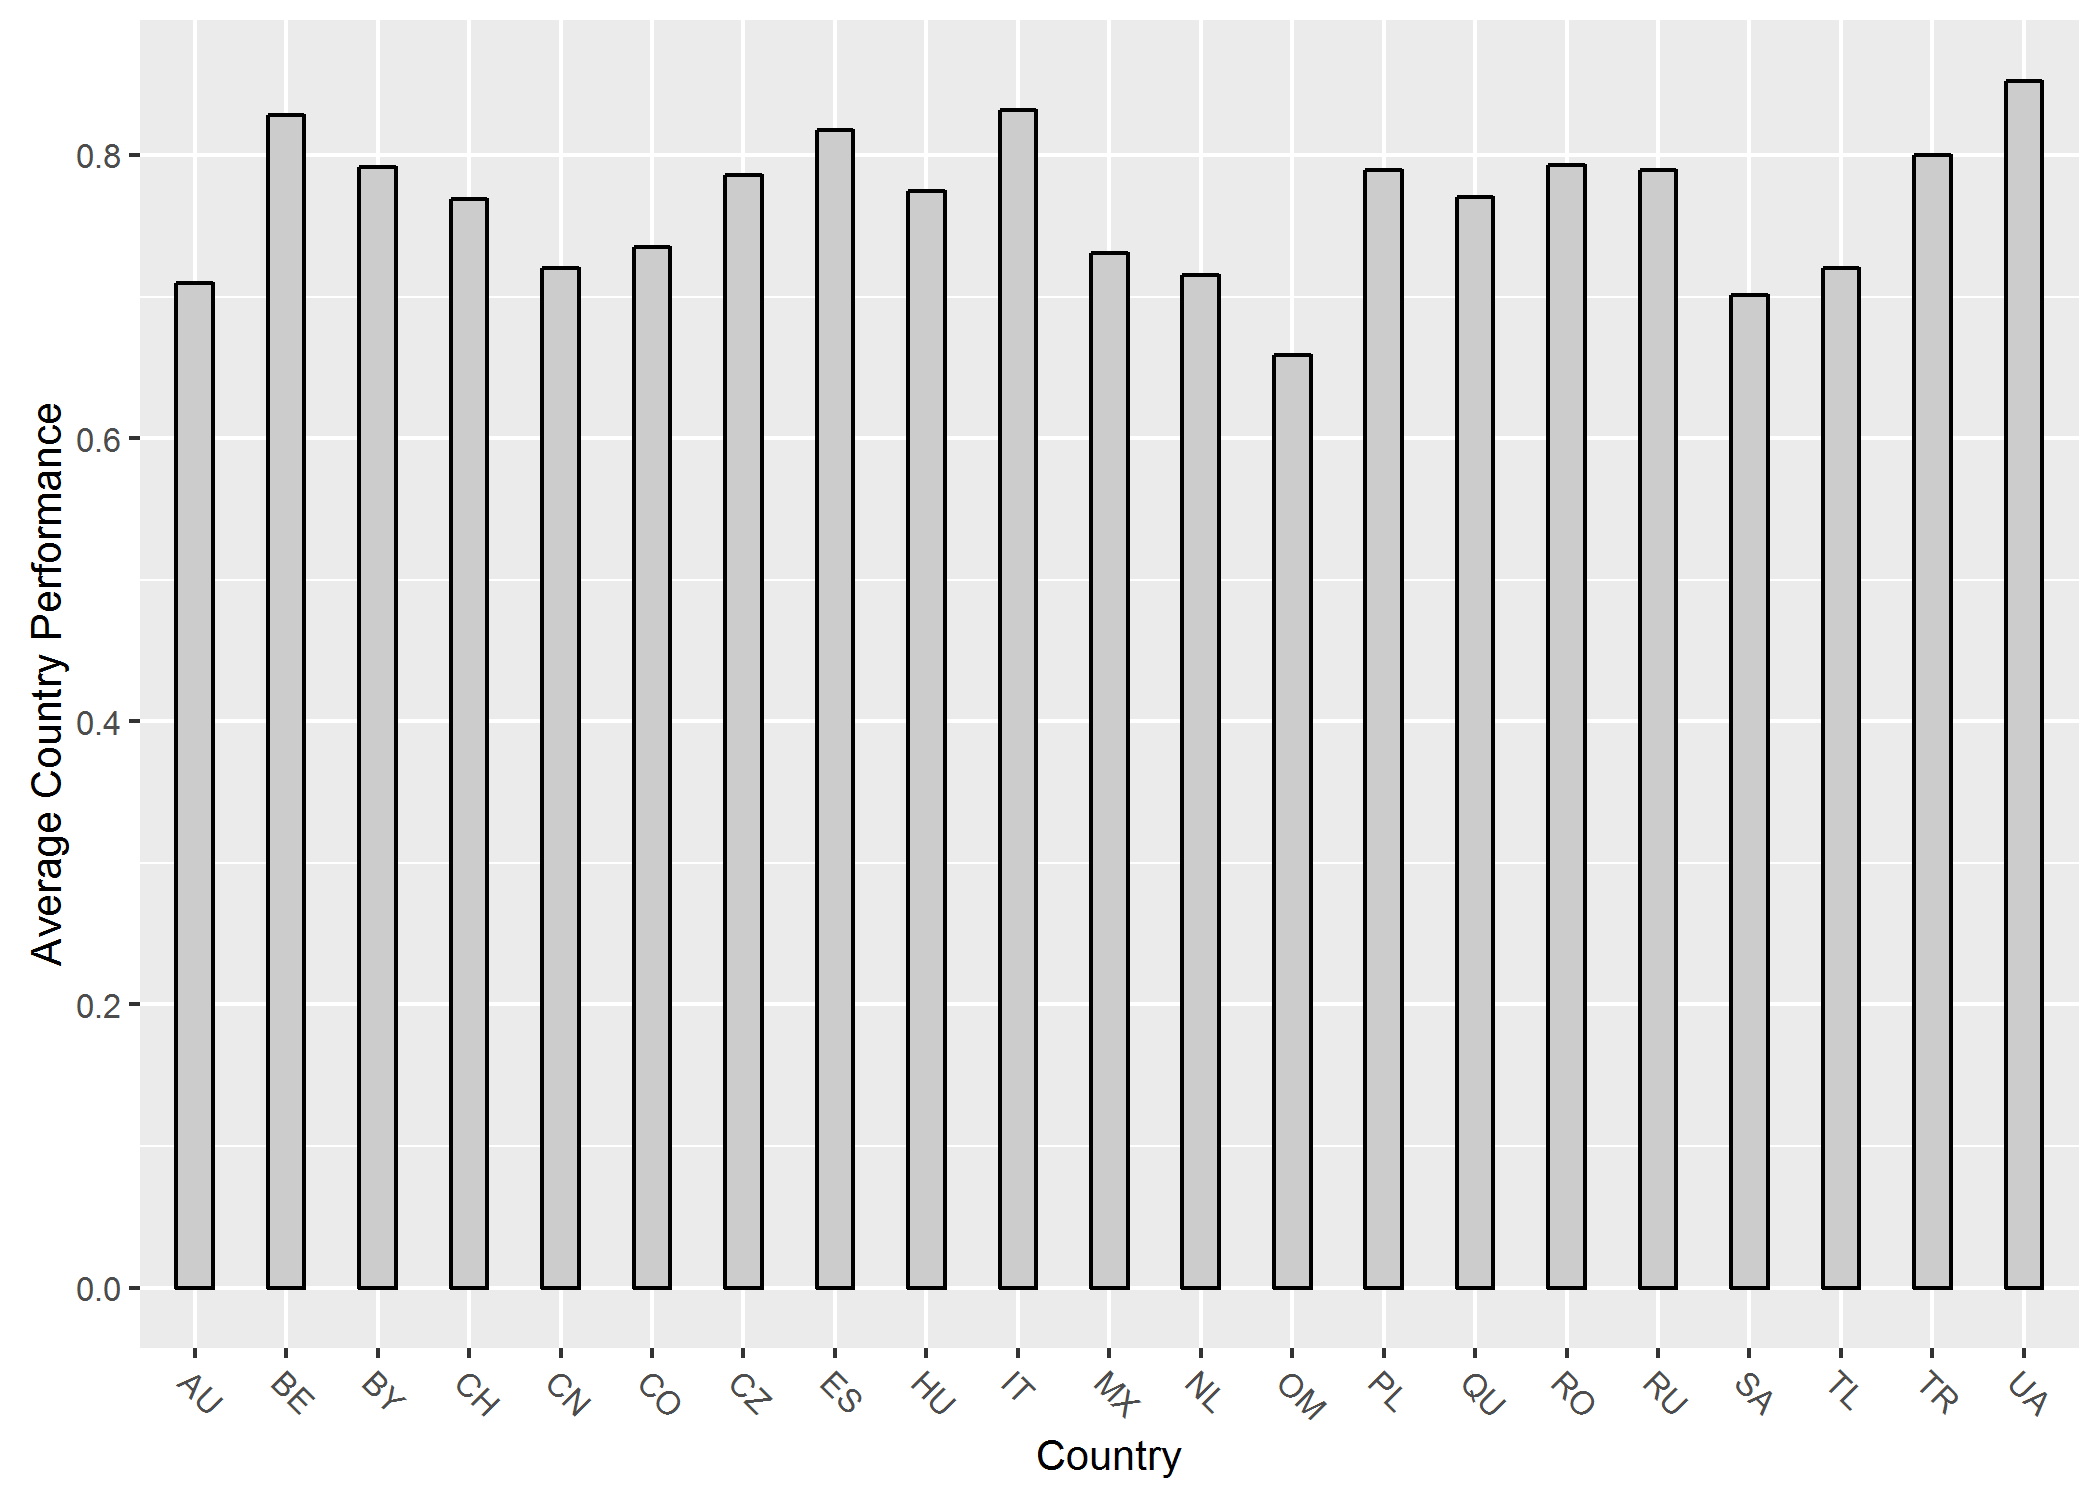 Average Country Performance
0.8
0.6
0.4
0.2
0.0
AU BE BY CH CN CO CZ ES HU IT MX NL OM PL QU RO RU SA TL TR UA
Country